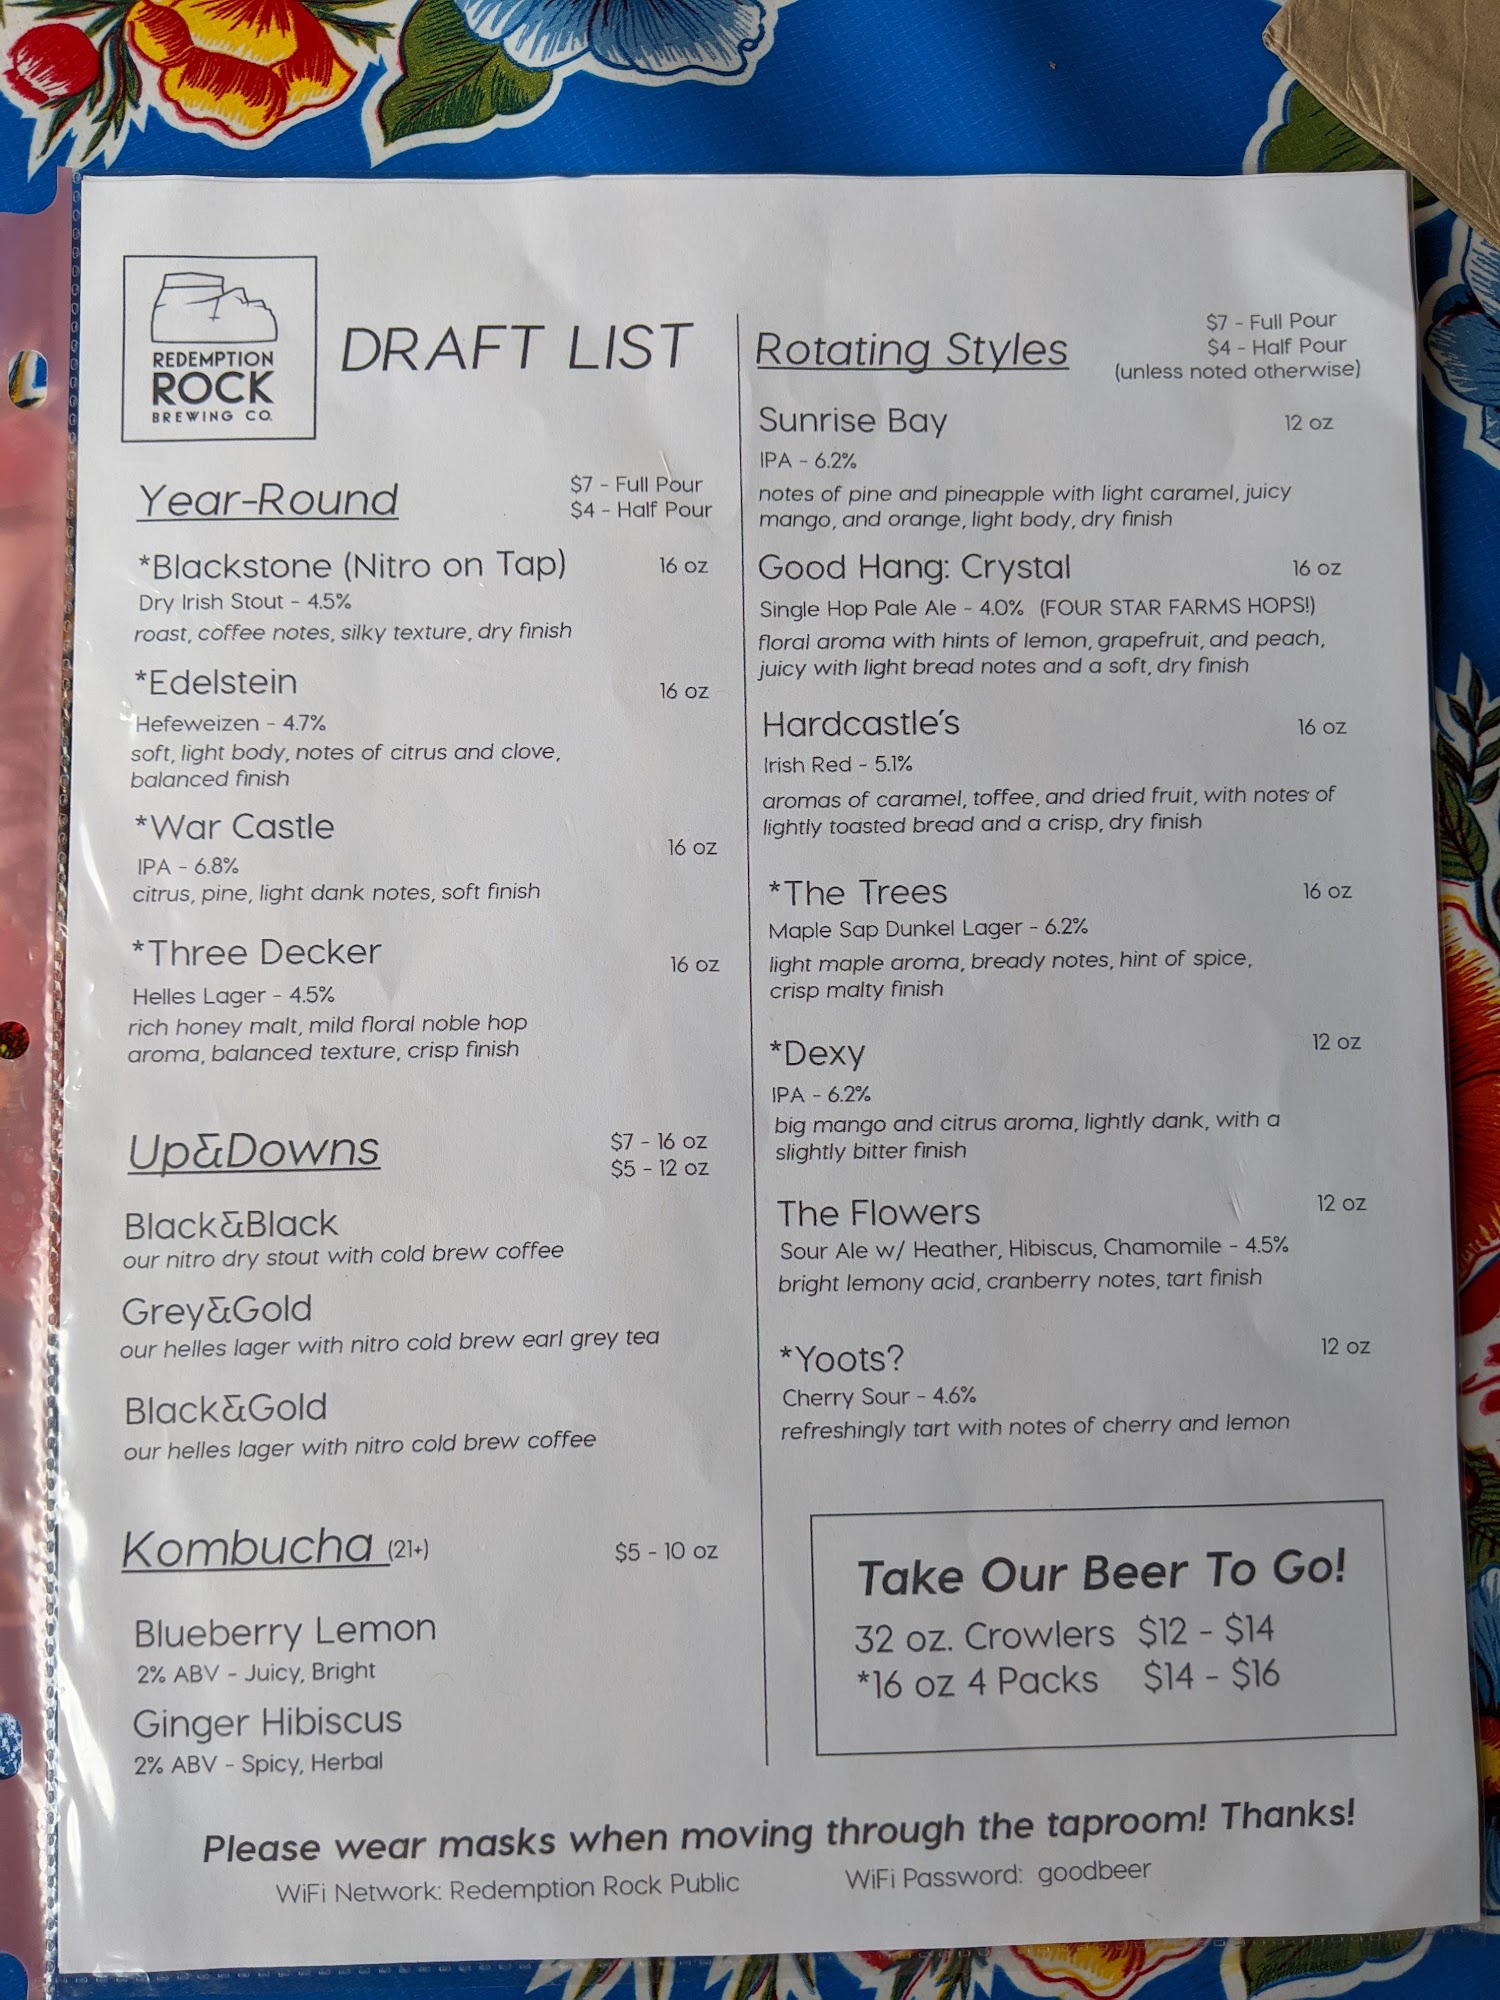 REDEMPTION
ROCK
BREWING CO.
DRAFT LIST
Year-Round
$7 - Full Pour
$4 - Half Pour
*Blackstone (Nitro on Tap) 16 oz
Dry Irish Stout - 4.5%
roast, coffee notes, silky texture, dry finish
*Edelstein 16 oz
Hefeweizen - 4.7%
soft, light body, notes of citrus and clove,
balanced finish
*War Castle 16 oz
IPA - 6.8%
citrus, pine, light dank notes, soft finish
*Three Decker 16 oz
Helles Lager - 4.5%
rich honey malt, mild floral noble hop
aroma, balanced texture, crisp finish
Up&Downs
$7 - 16 oz
$5 - 12 oz
Black&Black
our nitro dry stout with cold brew coffee
Grey&Gold
our helles lager with nitro cold brew earl grey tea
Black&Gold
our helles lager with nitro cold brew coffee
Kombucha (21+) $5 - 10 oz
Blueberry Lemon
2% ABV - Juicy, Bright
Ginger Hibiscus
2% ABV - Spicy, Herbal
Rotating Styles
$7 - Full Pour
$4 - Half Pour
(unless noted otherwise)
Sunrise Bay 12 oz
IPA - 6.2%
notes of pine and pineapple with light caramel, juicy
mango, and orange, light body, dry finish
Good Hang: Crystal 16 oz
Single Hop Pale Ale - 4.0% (FOUR STAR FARMS HOPS!)
floral aroma with hints of lemon, grapefruit, and peach,
juicy with light bread notes and a soft, dry finish
Hardcastle's 16 oz
Irish Red - 5.1%
aromas of caramel, toffee, and dried fruit, with notes of
lightly toasted bread and a crisp, dry finish
*The Trees 16 oz
Maple Sap Dunkel Lager - 6.2%
light maple aroma, bready notes, hint of spice,
crisp malty finish
*Dexy 12 oz
IPA - 6.2%
big mango and citrus aroma, lightly dank, with a
slightly bitter finish
The Flowers 12 oz
Sour Ale w/ Heather, Hibiscus, Chamomile - 4.5%
bright lemony acid, cranberry notes, tart finish
*Yoots? 12 oz
Cherry Sour - 4.6%
refreshingly tart with notes of cherry and lemon
Take Our Beer To Go!
32 oz. Crowlers $12 - $14
*16 oz 4 Packs $14 - $16
Please wear masks when moving through the taproom! Thanks!
WiFi Network: Redemption Rock Public WiFi Password: goodbeer